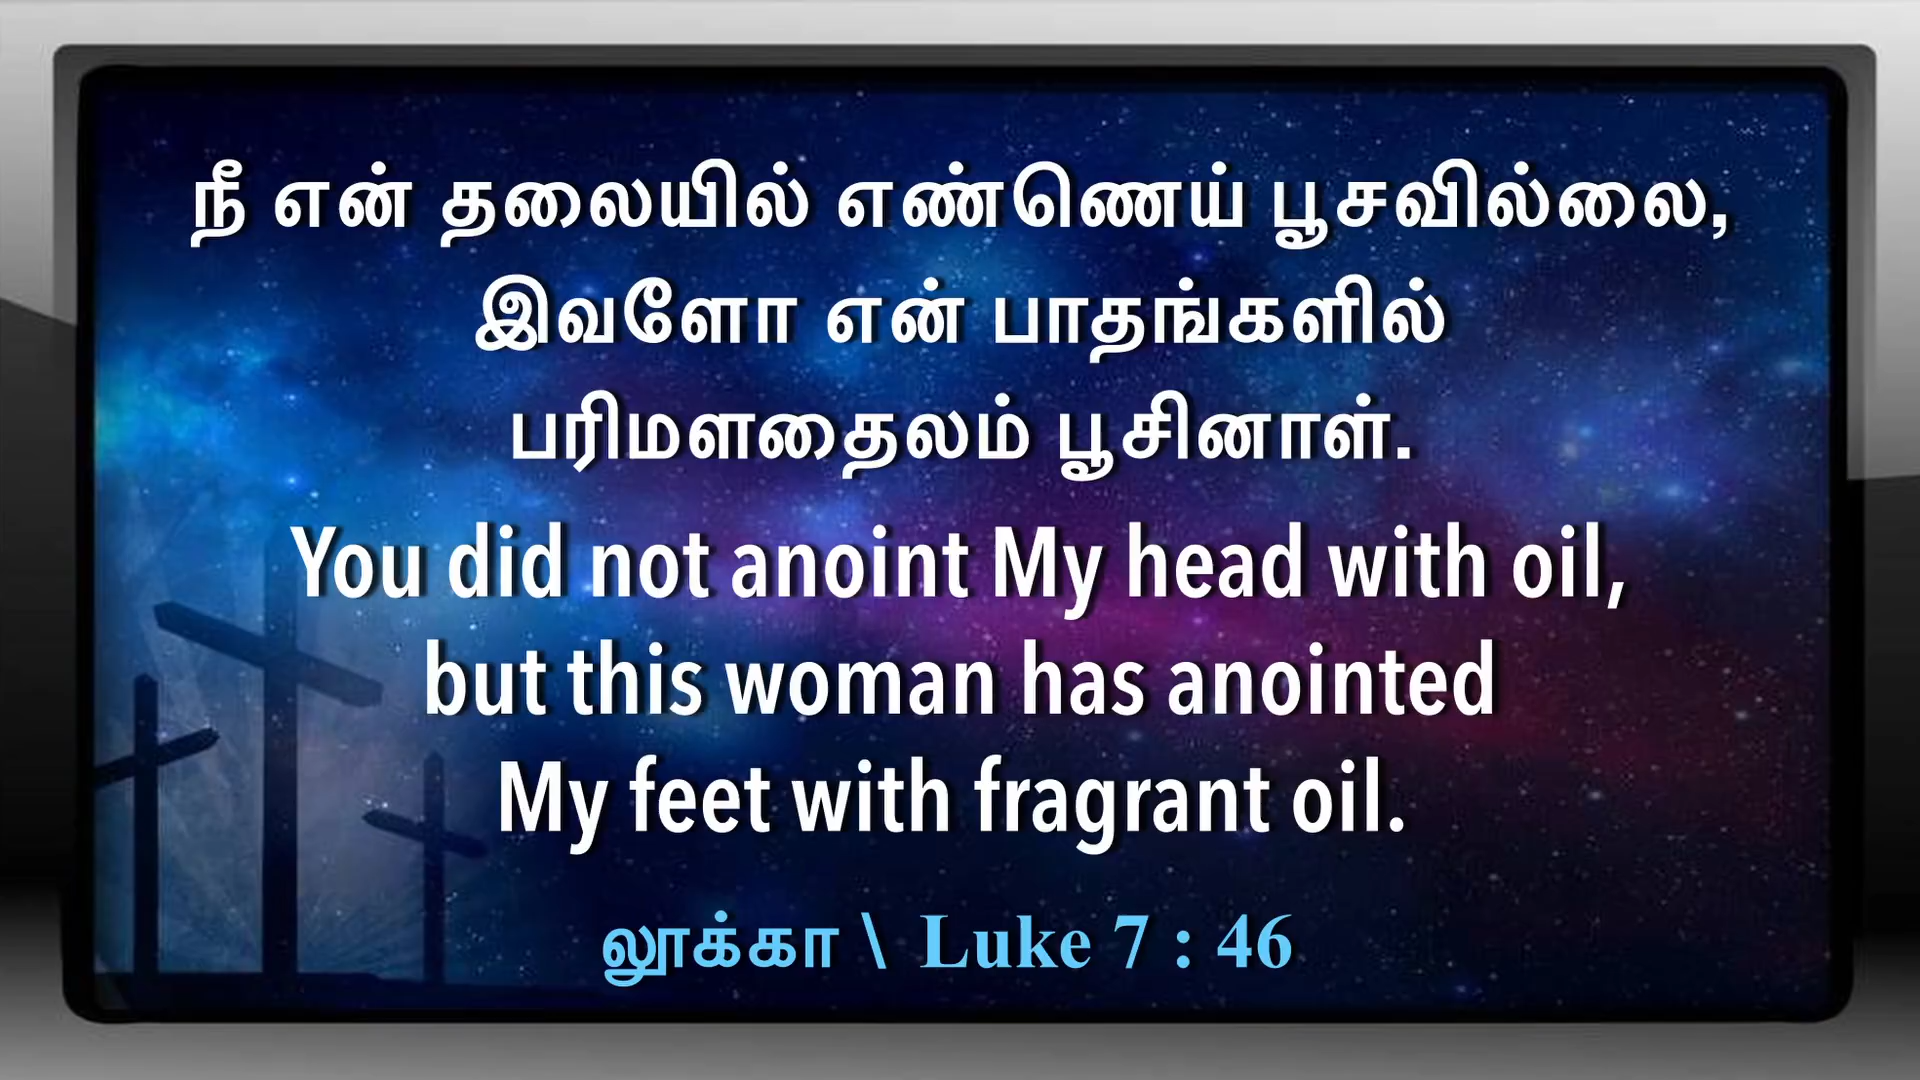 நீ என் தலையில் எண்ணெய் பூசவில்லை,
இவளோ என் பாதங்களில்
பரிமளதைலம் பூசினாள்.
You did not anoint My head with oil,
but this woman has anointed
My feet with fragrant oil.
லூக்கா \ Luke 7 : 46